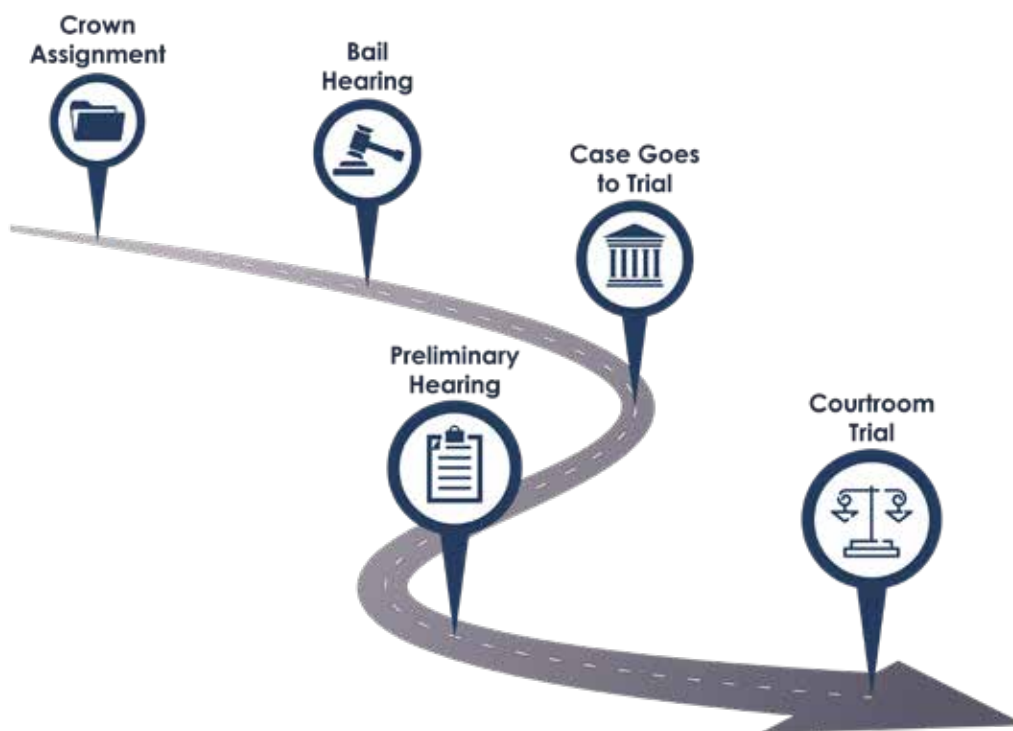 Crown
Assignment
Bail
Hearing
Case Goes
to Trial
Preliminary
Hearing
Courtroom
Trial